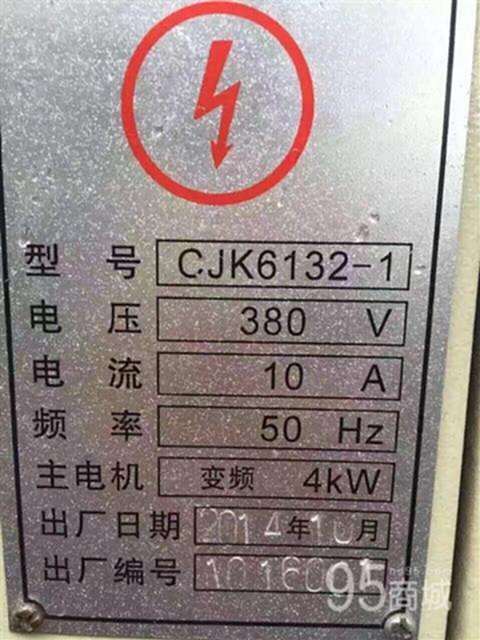 型号 CJK6132-1
电压 380 V
电流 10 A
频率 50 Hz
主电机 变频 4kW
出厂日期 2014年10月
出厂编号
95商城